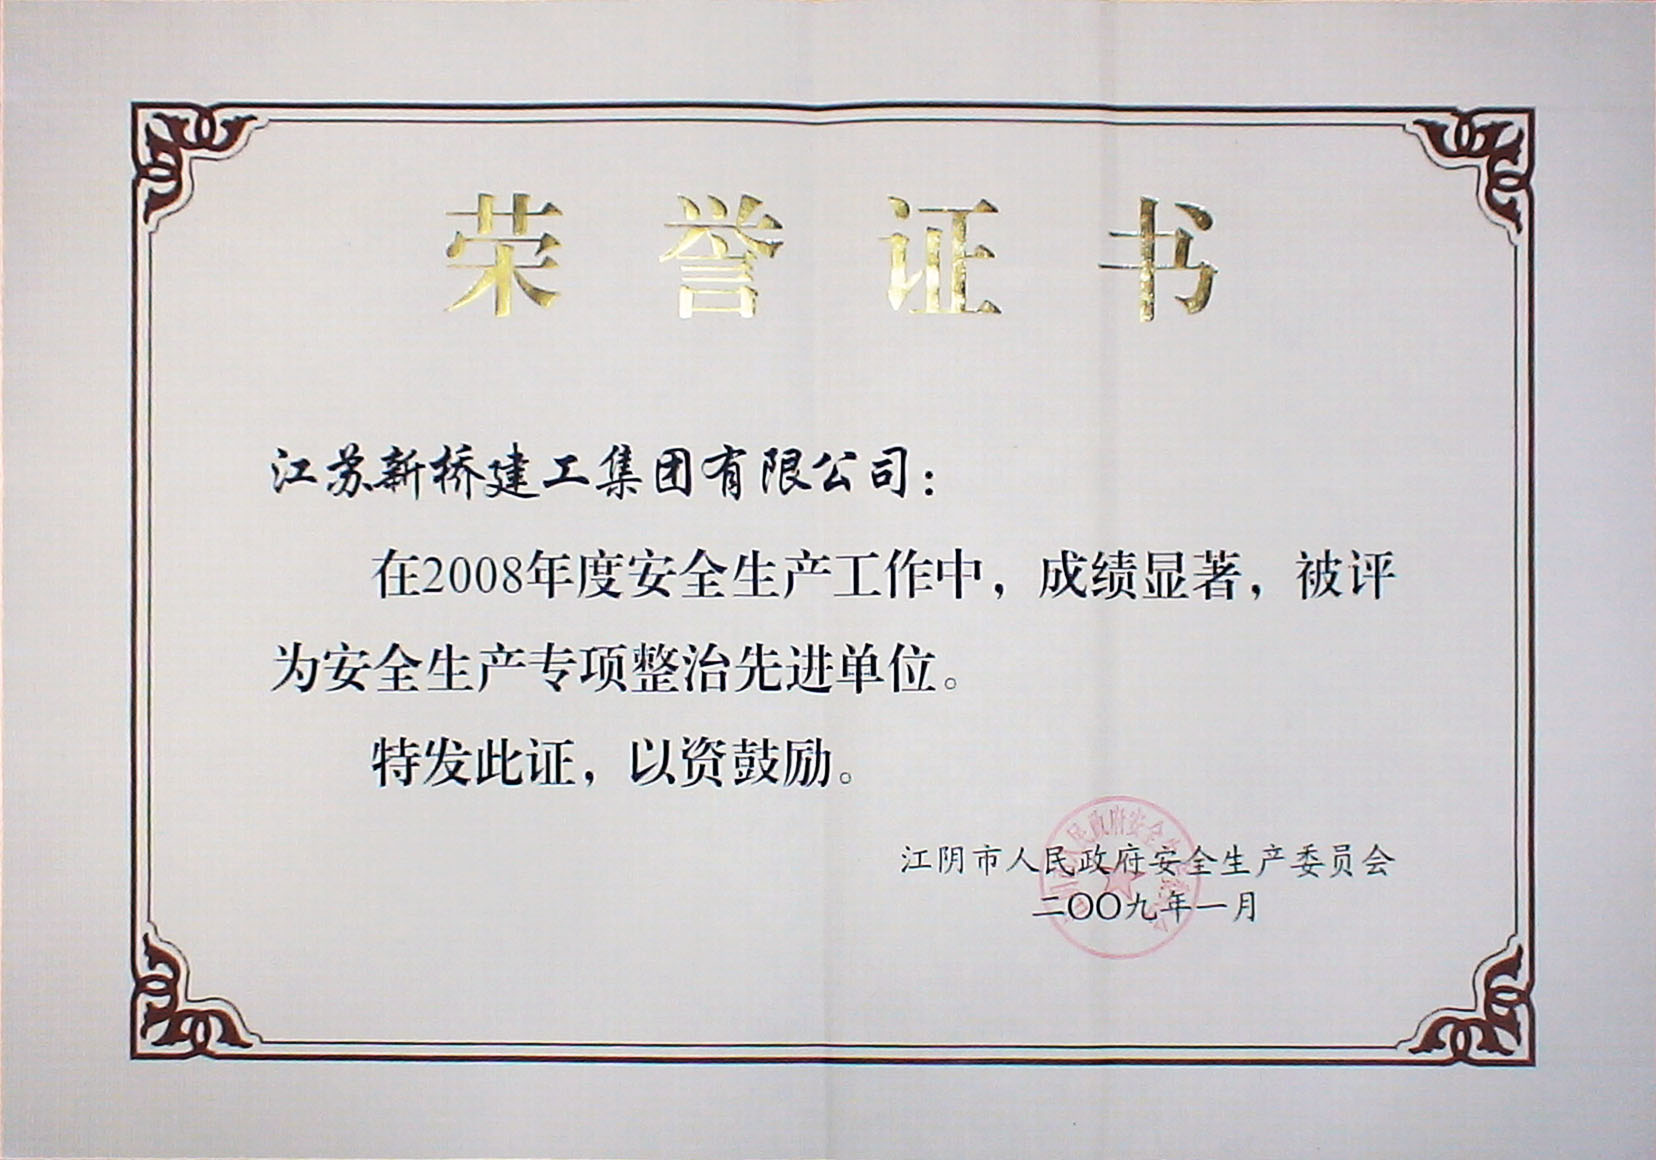 荣誉证书
江苏新桥建工集团有限公司：
在2008年度安全生产工作中，成绩显著，被评
为安全生产专项整治先进单位。
特发此证，以资鼓励。
江阴市人民政府安全生产委员会
二〇〇九年一月